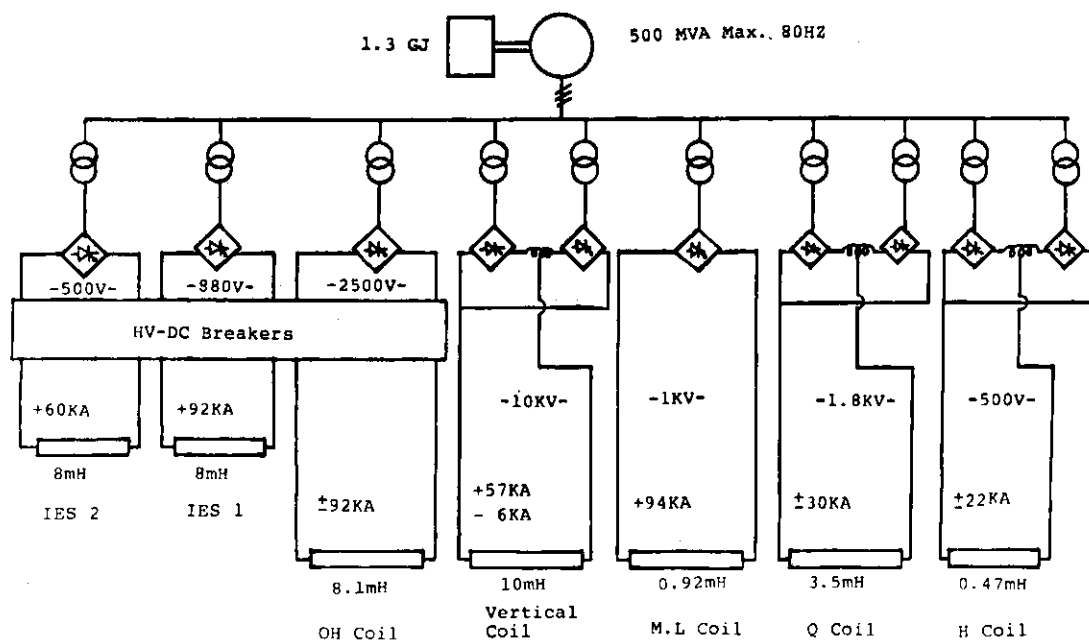 1.3 GJ
500 MVA Max., 80HZ
-500V-
-980V-
-2500V-
HV-DC Breakers
-10KV-
-1KV-
-1.8KV-
-500V-
+60KA
+92KA
8mH
8mH
IES 2
IES 1
±92KA
+57KA
- 6KA
+94KA
±30KA
±22KA
8.1mH
10mH
0.92mH
3.5mH
0.47mH
OH Coil
Vertical
Coil
M.L Coil
Q Coil
H Coil